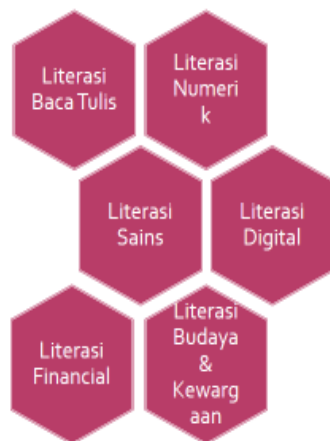 Literasi
Baca Tulis
Literasi
Numeri
k
Literasi
Sains
Literasi
Digital
Literasi
Financial
Literasi
Budaya
&
Kewarg
aan